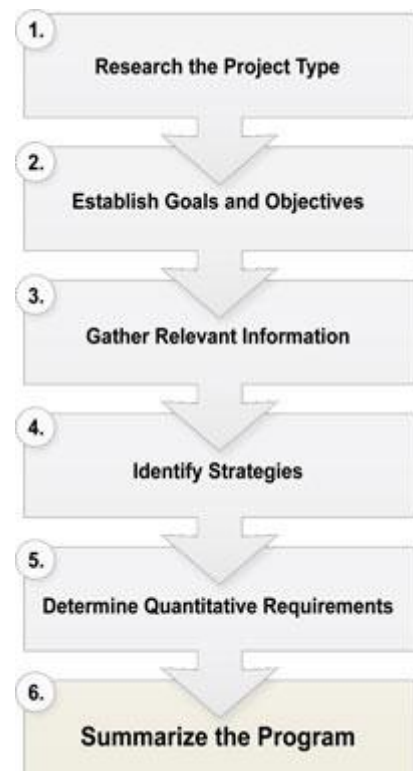 1.
Research the Project Type
2.
Establish Goals and Objectives
3.
Gather Relevant Information
4.
Identify Strategies
5.
Determine Quantitative Requirements
6.
Summarize the Program